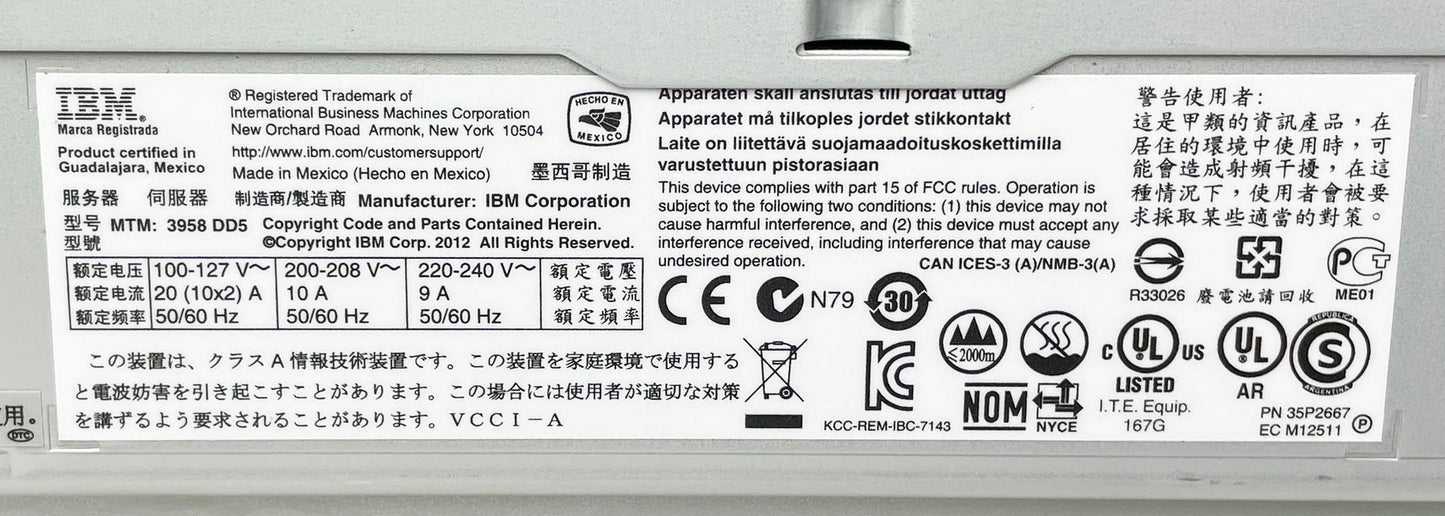 IBM®
Marca Registrada
Product certified in
Guadalajara, Mexico
® Registered Trademark of
International Business Machines Corporation
New Orchard Road Armonk, New York 10504
http://www.ibm.com/customersupport/
Made in Mexico (Hecho en Mexico)
HECHO EN
MEXICO
墨西哥制造
服务器 伺服器 制造商/製造商 Manufacturer: IBM Corporation
型号 MTM: 3958 DD5 Copyright Code and Parts Contained Herein.
型號 ©Copyright IBM Corp. 2012 All Rights Reserved.
额定电压 100-127 V～ 200-208 V～ 220-240 V～ 額定電壓
额定电流 20 (10x2) A 10 A 9 A 額定電流
额定频率 50/60 Hz 50/60 Hz 50/60 Hz 額定頻率
この装置は、クラスA情報技術装置です。この装置を家庭環境で使用する
と電波妨害を引き起こすことがあります。この場合には使用者が適切な対策
を講ずるよう要求されることがあります。VCCI－A
Apparaten skall anslutas till jordat uttag
Apparatet må tilkoples jordet stikkontakt
Laite on liitettävä suojamaadoituskoskettimilla
varustettuun pistorasiaan
This device complies with part 15 of FCC rules. Operation is
subject to the following two conditions: (1) this device may not
cause harmful interference, and (2) this device must accept any
interference received, including interference that may cause
undesired operation.
CAN ICES-3 (A)/NMB-3(A)
警告使用者:
這是甲類的資訊產品，在
居住的環境中使用時，可
能會造成射頻干擾，在這
種情況下，使用者會被要
求採取某些適當的對策。
CE
N79
30
R33026
廢電池請回收
ME01
≤2000m
KCC-REM-IBC-7143
NOM
NYCE
C UL US
LISTED
I.T.E. Equip.
167G
UL
AR
REPUBLICA
S
ARGENTINA
PN 35P2667
EC M12511
P
用。
DTC